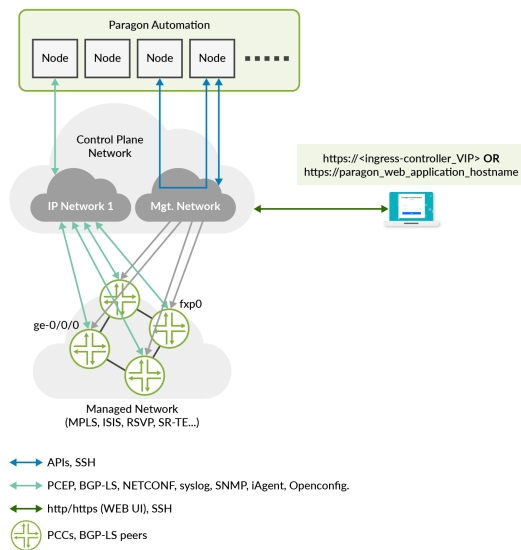 Paragon Automation
Node Node Node Node
Control Plane
Network
https://<ingress-controller_VIP> OR
https://paragon_web_application_hostname
IP Network 1 Mgt. Network
fxp0
ge-0/0/0
Managed Network
(MPLS, ISIS, RSVP, SR-TE...)
APIs, SSH
PCEP, BGP-LS, NETCONF, syslog, SNMP, iAgent, Openconfig.
http/https (WEB UI), SSH
PCCs, BGP-LS peers